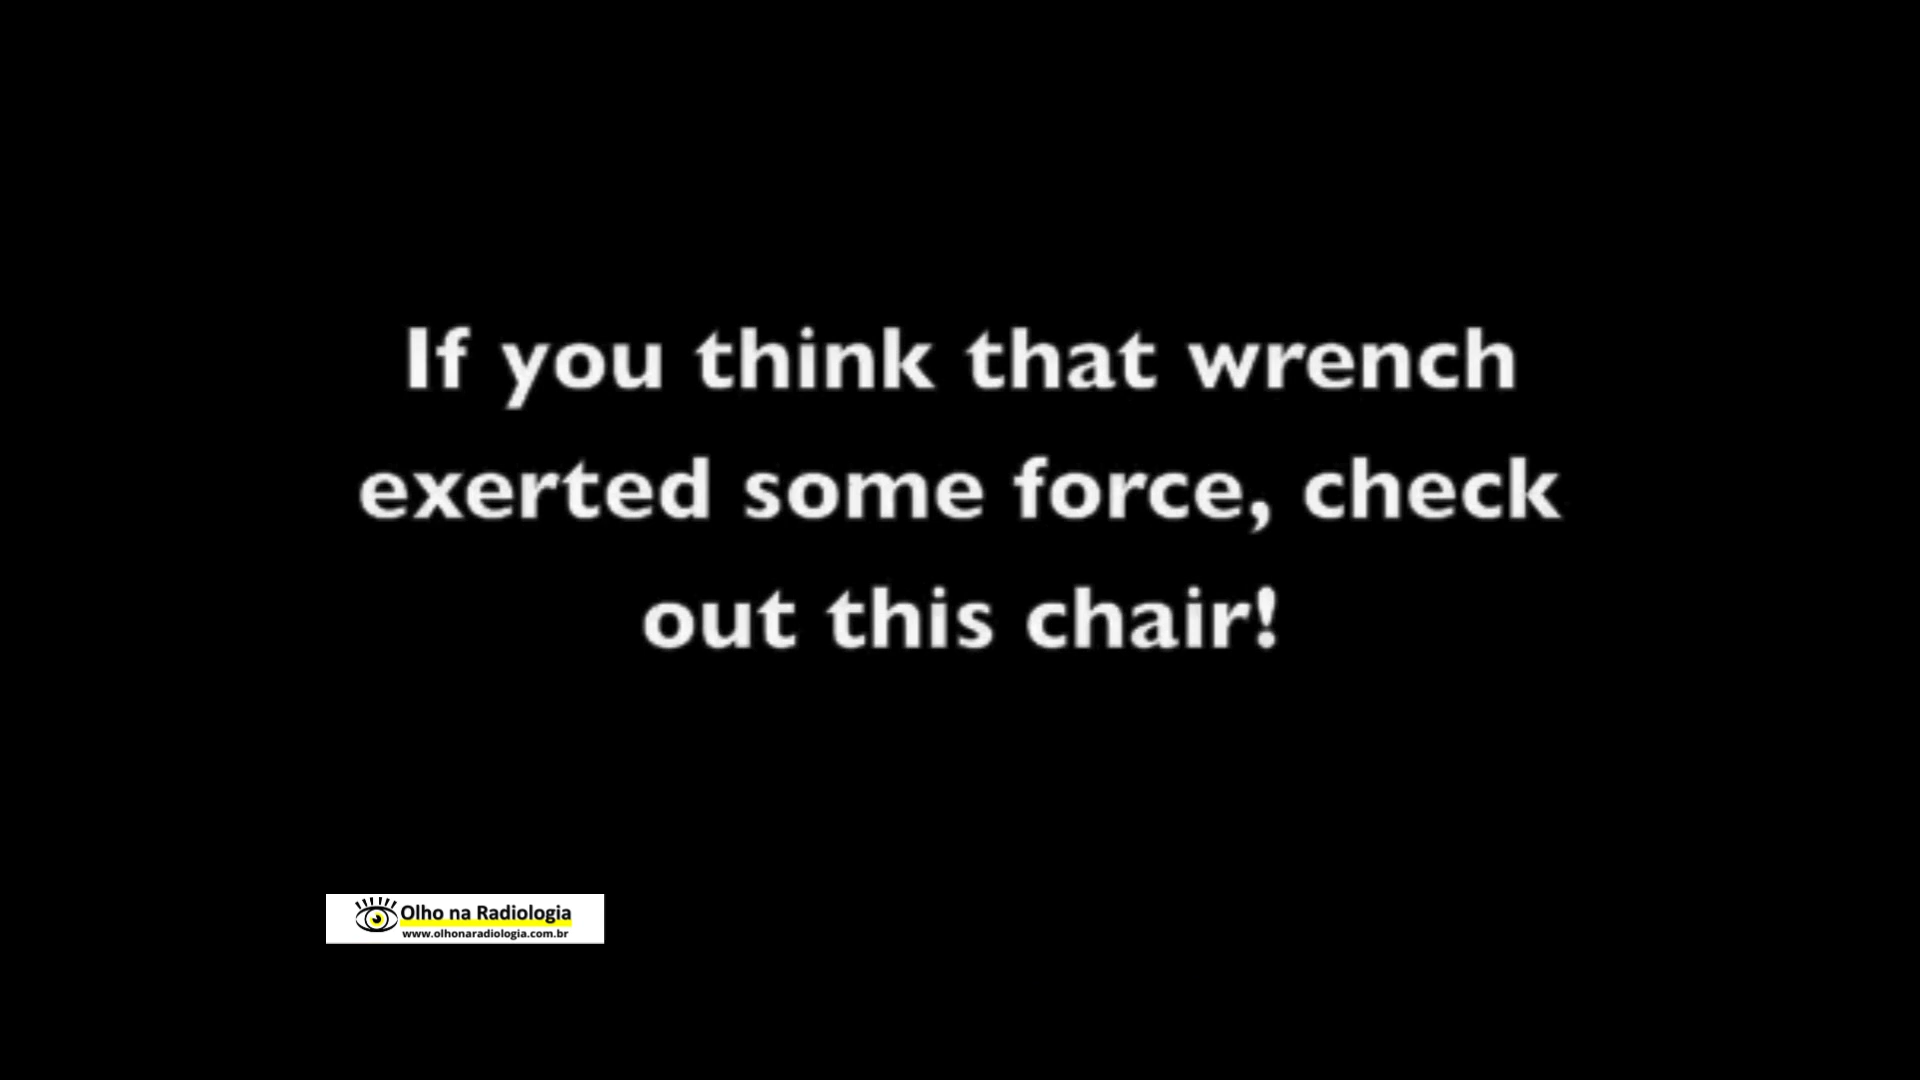 If you think that wrench
exerted some force, check
out this chair!
Olho na Radiologia
www.olhonaradiologia.com.br